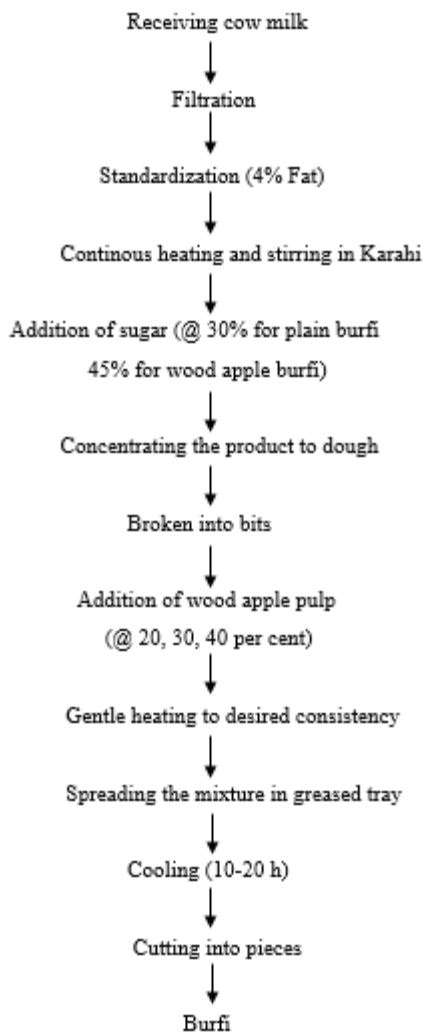 Receiving cow milk
Filtration
Standardization (4% Fat)
Continous heating and stirring in Karahi
Addition of sugar (@ 30% for plain burfi
45% for wood apple burfi)
Concentrating the product to dough
Broken into bits
Addition of wood apple pulp
(@ 20, 30, 40 per cent)
Gentle heating to desired consistency
Spreading the mixture in greased tray
Cooling (10-20 h)
Cutting into pieces
Burfi